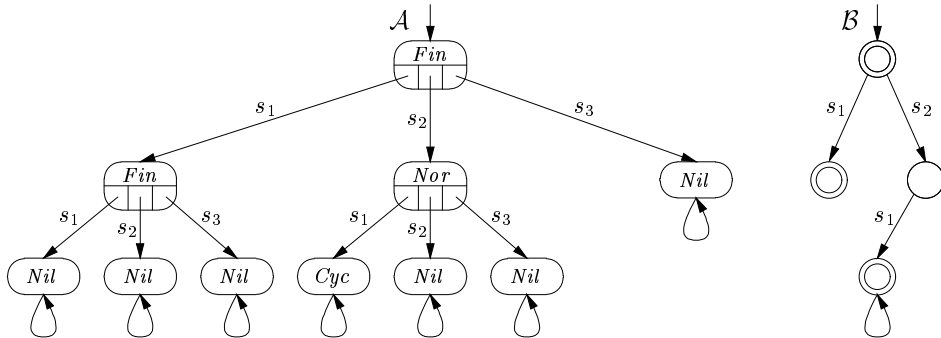 𝒜 ℬ
Fin
s₁ s₂ s₃ s₁ s₂
Fin Nor Nil
s₁ s₂ s₃ s₁ s₂ s₃ s₁
Nil Nil Nil Cyc Nil Nil